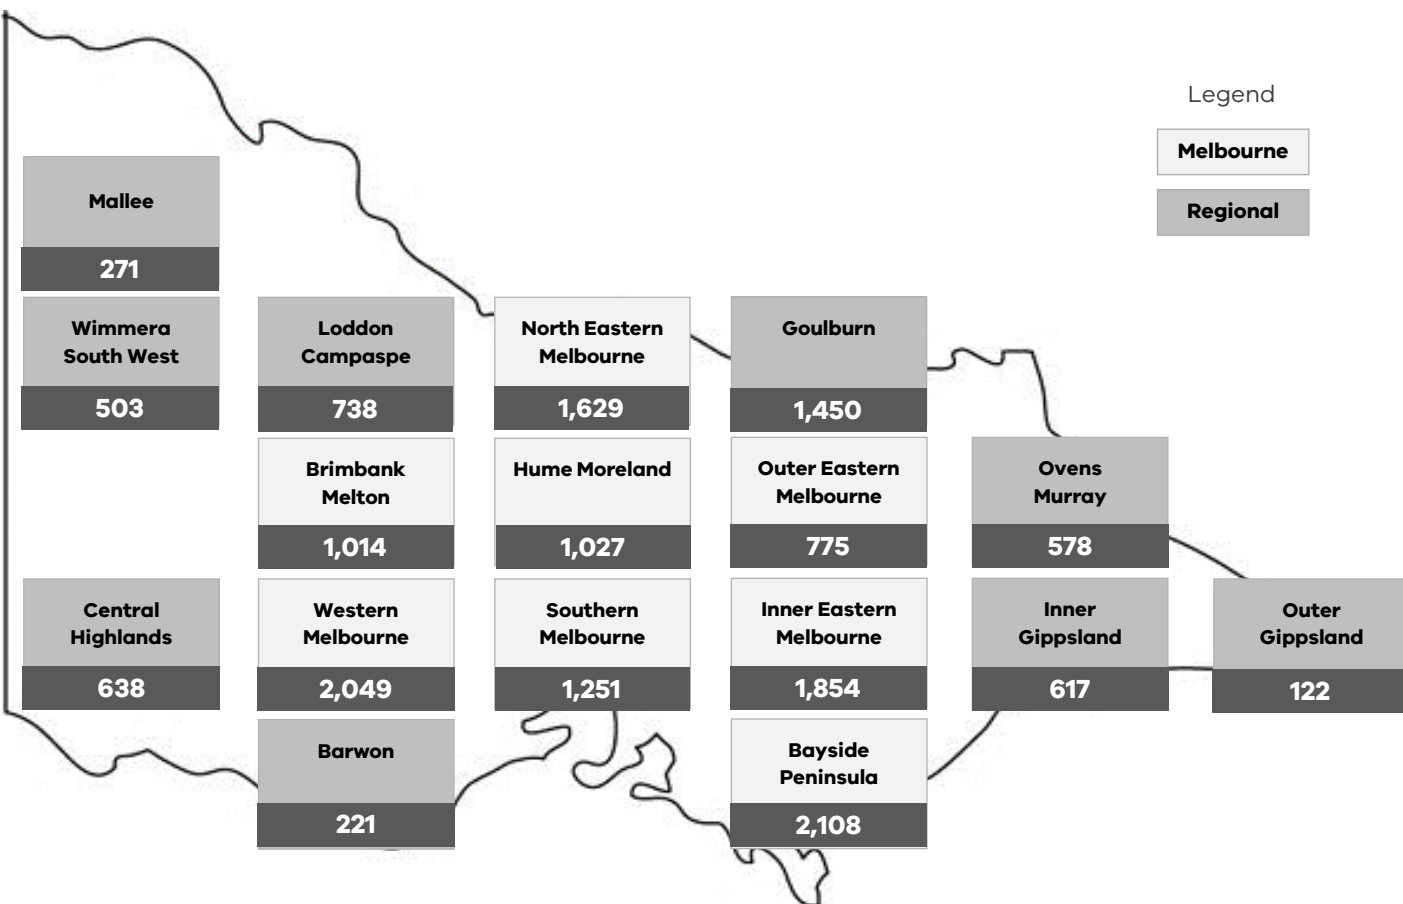 Legend
Melbourne
Regional
Mallee
271
Wimmera
South West
503
Loddon
Campaspe
738
North Eastern
Melbourne
1,629
Goulburn
1,450
Brimbank
Melton
1,014
Hume Moreland
1,027
Outer Eastern
Melbourne
775
Ovens
Murray
578
Central
Highlands
638
Western
Melbourne
2,049
Southern
Melbourne
1,251
Inner Eastern
Melbourne
1,854
Inner
Gippsland
617
Outer
Gippsland
122
Barwon
221
Bayside
Peninsula
2,108